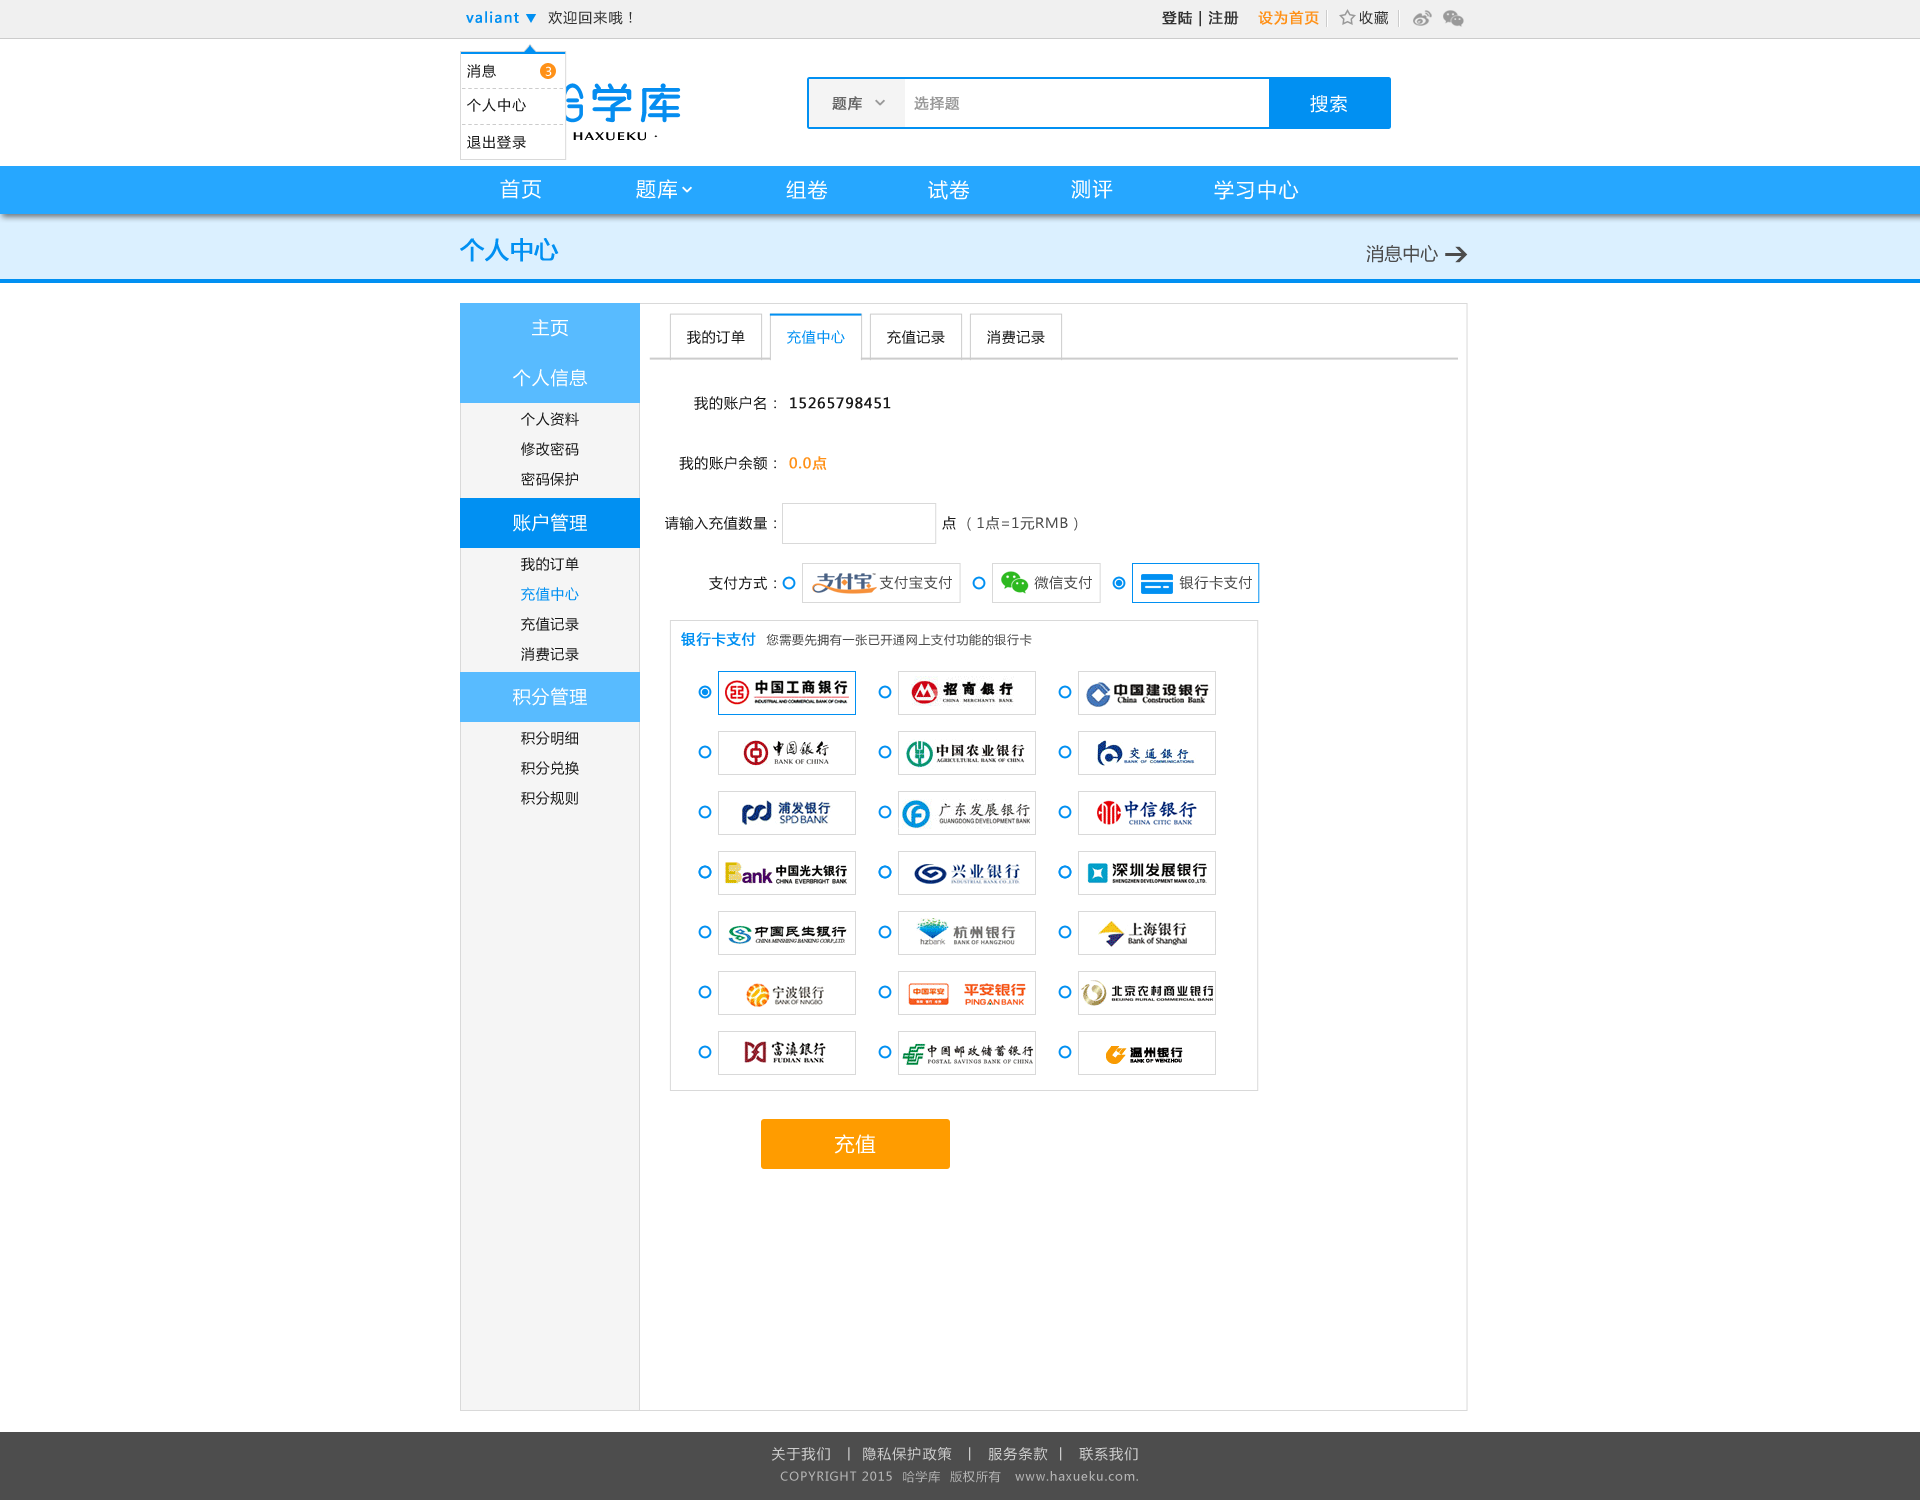 valiant ▼ 欢迎回来哦！
登陆 | 注册 设为首页 收藏
消息 3
个人中心
退出登录
哈学库
HAXUEKU ·
题库 选择题 搜索
首页 题库 组卷 试卷 测评 学习中心
个人中心
消息中心
主页
个人信息
个人资料
修改密码
密码保护
账户管理
我的订单
充值中心
充值记录
消费记录
积分管理
积分明细
积分兑换
积分规则
我的订单 充值中心 充值记录 消费记录
我的账户名： 15265798451
我的账户余额： 0.0点
请输入充值数量： 点 （1点=1元RMB）
支付方式： 支付宝 支付宝支付 微信支付 银行卡支付
银行卡支付 您需要先拥有一张已开通网上支付功能的银行卡
中国工商银行 招商银行 中国建设银行
INDUSTRIAL AND COMMERCIAL BANK OF CHINA CHINA MERCHANTS BANK China Construction Bank
中国银行 中国农业银行 交通银行
BANK OF CHINA AGRICULTURAL BANK OF CHINA BANK OF COMMUNICATIONS
浦发银行 广东发展银行 中信银行
SPD BANK GUANGDONG DEVELOPMENT BANK CHINA CITIC BANK
Bank 中国光大银行 兴业银行 深圳发展银行
CHINA EVERBRIGHT BANK INDUSTRIAL BANK CO.,LTD. SHENZHEN DEVELOPMENT BANK CO.,LTD.
中国民生银行 杭州银行 上海银行
CHINA MINSHENG BANKING CORP.,LTD. hzbank BANK OF HANGZHOU Bank of Shanghai
宁波银行 中国平安 平安银行 北京农村商业银行
BANK OF NINGBO PING AN BANK BEIJING RURAL COMMERCIAL BANK
富滇银行 中国邮政储蓄银行 温州银行
FUDIAN BANK POSTAL SAVINGS BANK OF CHINA BANK OF WENZHOU
充值
关于我们 | 隐私保护政策 | 服务条款 | 联系我们
COPYRIGHT 2015 哈学库 版权所有 www.haxueku.com.